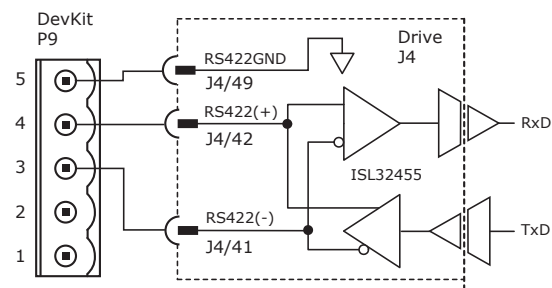 DevKit
P9
Drive
J4
5
RS422GND
J4/49
4
RS422(+)
J4/42
RxD
3
ISL32455
2
RS422(-)
TxD
1
J4/41